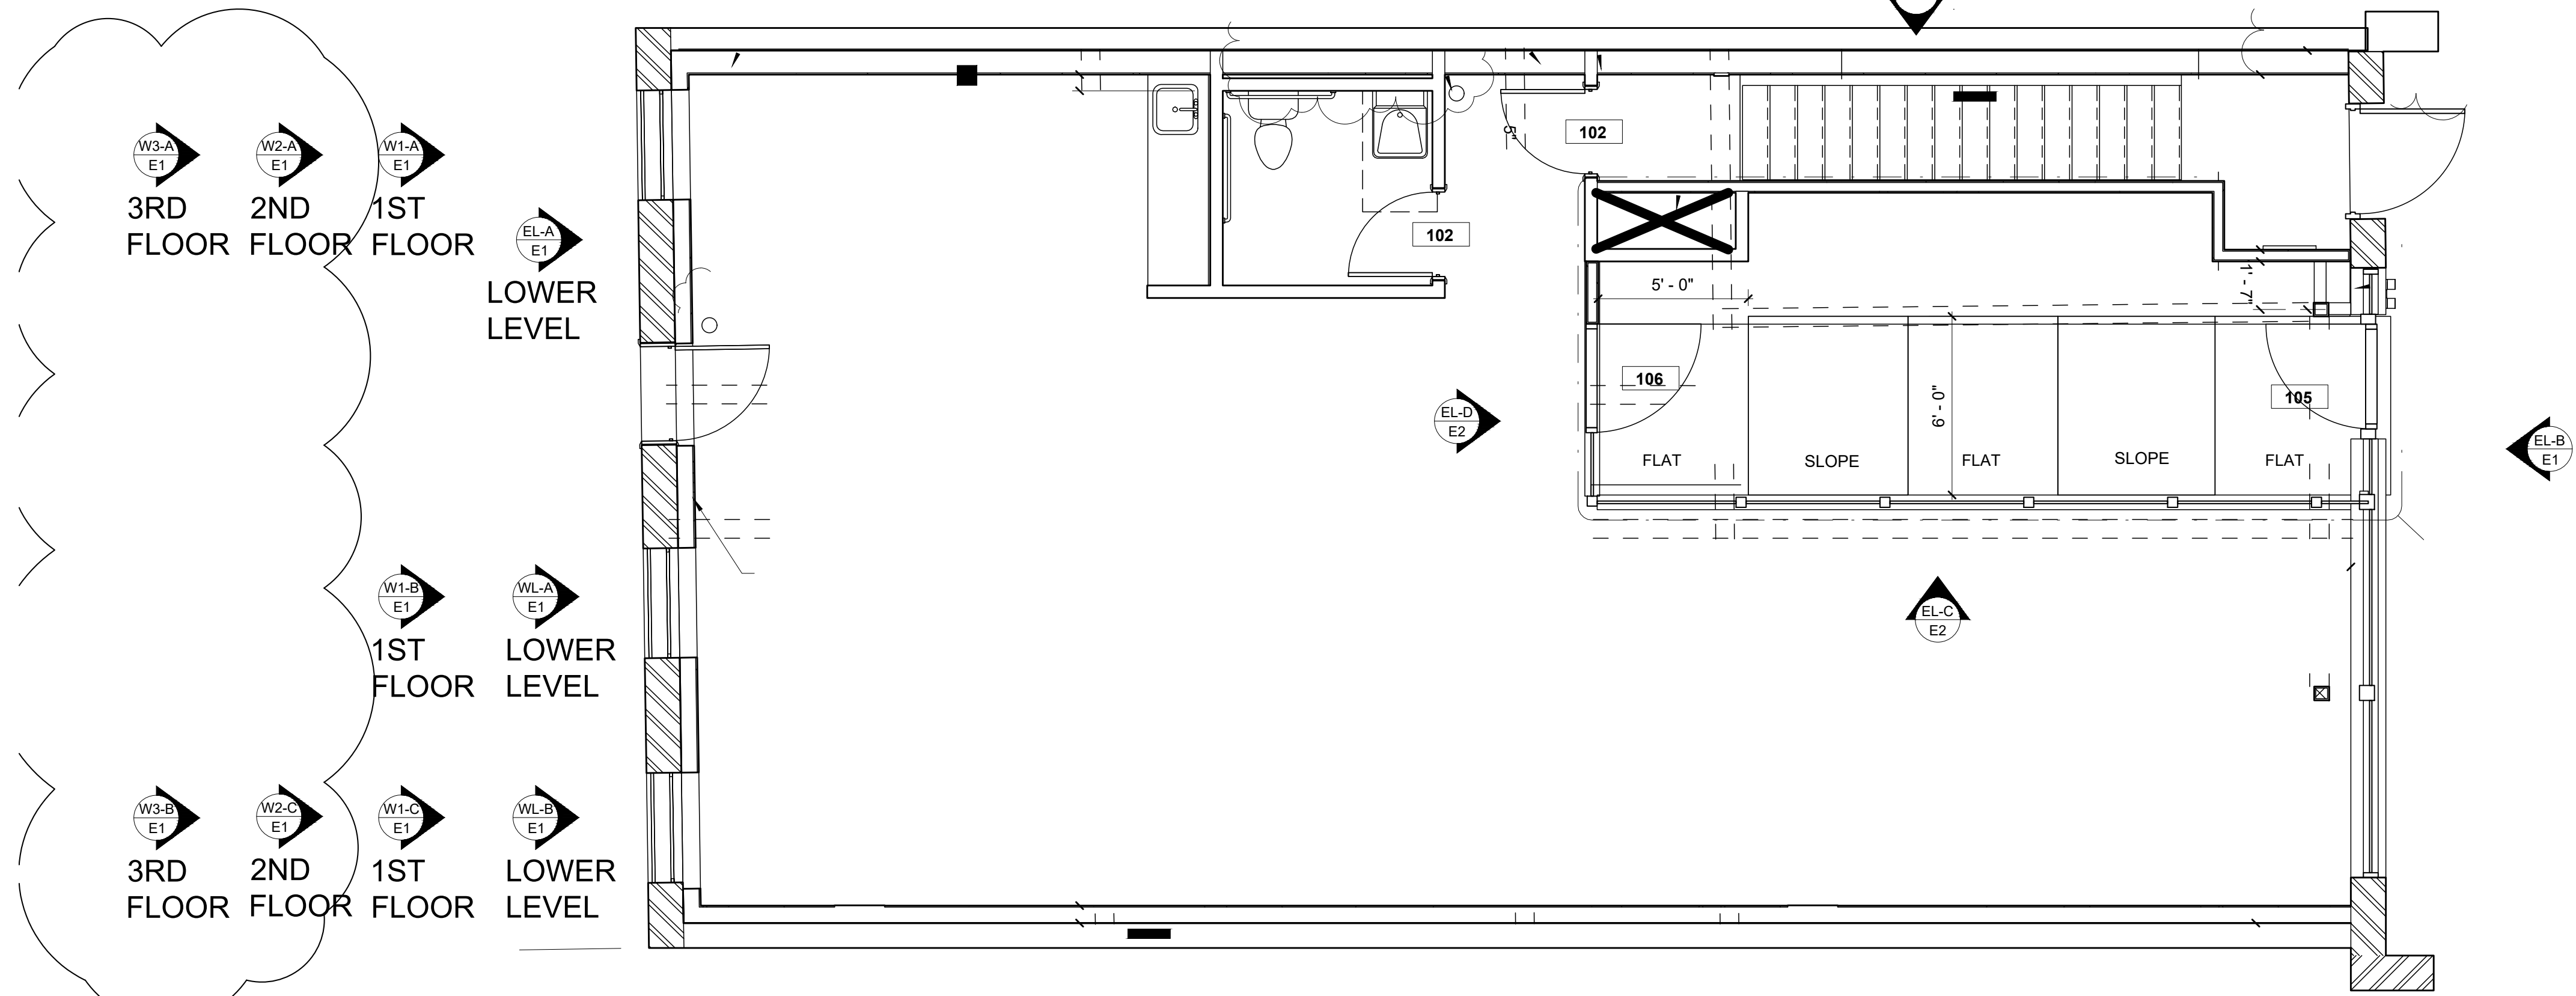 W3-A
E1
3RD
FLOOR
W2-A
E1
2ND
FLOOR
W1-A
E1
1ST
FLOOR
EL-A
E1
LOWER
LEVEL
W1-B
E1
1ST
FLOOR
WL-A
E1
LOWER
LEVEL
W3-B
E1
3RD
FLOOR
W2-C
E1
2ND
FLOOR
W1-C
E1
1ST
FLOOR
WL-B
E1
LOWER
LEVEL
5"
102
102
5' - 0"
1' - 7"
106
6' - 0"
105
FLAT
SLOPE
FLAT
SLOPE
FLAT
EL-D
E2
EL-B
E1
EL-C
E2